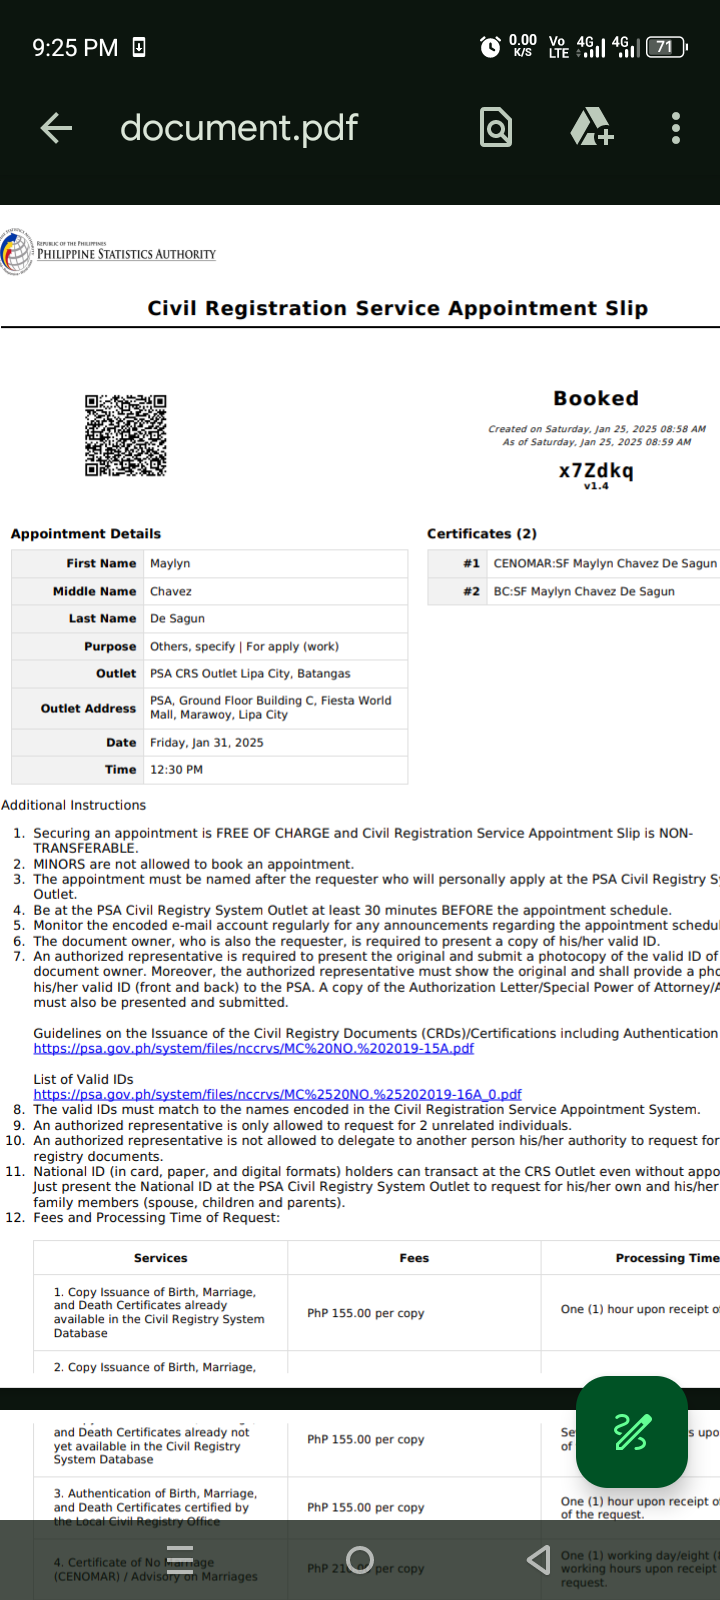 9:25 PM
0.00 K/S Vo LTE 4G 4G 71
document.pdf
REPUBLIC OF THE PHILIPPINES
PHILIPPINE STATISTICS AUTHORITY
Civil Registration Service Appointment Slip
Booked
Created on Saturday, Jan 25, 2025 08:58 AM
As of Saturday, Jan 25, 2025 08:59 AM
x7Zdkq
v1.4
Appointment Details
First Name Maylyn
Middle Name Chavez
Last Name De Sagun
Purpose Others, specify | For apply (work)
Outlet PSA CRS Outlet Lipa City, Batangas
Outlet Address PSA, Ground Floor Building C, Fiesta World
Mall, Marawoy, Lipa City
Date Friday, Jan 31, 2025
Time 12:30 PM
Certificates (2)
#1 CENOMAR:SF Maylyn Chavez De Sagun
#2 BC:SF Maylyn Chavez De Sagun
Additional Instructions
1. Securing an appointment is FREE OF CHARGE and Civil Registration Service Appointment Slip is NON-
TRANSFERABLE.
2. MINORS are not allowed to book an appointment.
3. The appointment must be named after the requester who will personally apply at the PSA Civil Registry
Outlet.
4. Be at the PSA Civil Registry System Outlet at least 30 minutes BEFORE the appointment schedule.
5. Monitor the encoded e-mail account regularly for any announcements regarding the appointment
6. The document owner, who is also the requester, is required to present a copy of his/her valid ID.
7. An authorized representative is required to present the original and submit a photocopy of the valid ID of
document owner. Moreover, the authorized representative must show the original and shall provide a
his/her valid ID (front and back) to the PSA. A copy of the Authorization Letter/Special Power of Attorney/
must also be presented and submitted.
Guidelines on the Issuance of the Civil Registry Documents (CRDs)/Certifications including Authentication
https://psa.gov.ph/system/files/nccrvs/MC%20NO.%202019-15A.pdf
List of Valid IDs
https://psa.gov.ph/system/files/nccrvs/MC%2520NO.%25202019-16A_0.pdf
8. The valid IDs must match to the names encoded in the Civil Registration Service Appointment System.
9. An authorized representative is only allowed to request for 2 unrelated individuals.
10. An authorized representative is not allowed to delegate to another person his/her authority to request for
registry documents.
11. National ID (in card, paper, and digital formats) holders can transact at the CRS Outlet even without
Just present the National ID at the PSA Civil Registry System Outlet to request for his/her own and his/her
family members (spouse, children and parents).
12. Fees and Processing Time of Request:
Services Fees Processing Time
1. Copy Issuance of Birth, Marriage,
and Death Certificates already
available in the Civil Registry System
Database
PhP 155.00 per copy
One (1) hour upon receipt
2. Copy Issuance of Birth, Marriage,
and Death Certificates already not
yet available in the Civil Registry
System Database
PhP 155.00 per copy
of
3. Authentication of Birth, Marriage,
and Death Certificates certified by
the Local Civil Registry Office
PhP 155.00 per copy
One (1) hour upon receipt of
of the request.
4. Certificate of No Marriage
(CENOMAR) / Advisory on Marriages
PhP per copy
One (1) working day/eight
working hours upon receipt
request.